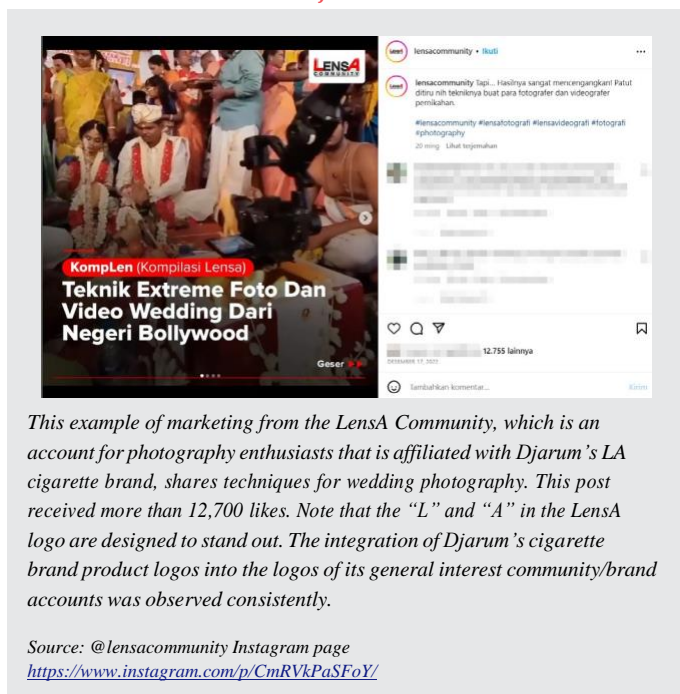 LENSA
COMMUNITY
KompLen (Kompilasi Lensa)
Teknik Extreme Foto Dan
Video Wedding Dari
Negeri Bollywood
Geser
lensacommunity • Ikuti
lensacommunity Tapi... Hasilnya sangat mencengangkan! Patut
ditiru nih tekniknya buat para fotografer dan videografer
pernikahan.
#lensacommunity #lensafotografi #lensavideografi #fotografi
#photography
20 ming Lihat terjemahan
12.755 lainnya
DECEMBER 17, 2022
Tambahkan komentar...
Kirim
This example of marketing from the LensA Community, which is an
account for photography enthusiasts that is affiliated with Djarum’s LA
cigarette brand, shares techniques for wedding photography. This post
received more than 12,700 likes. Note that the “L” and “A” in the LensA
logo are designed to stand out. The integration of Djarum’s cigarette
brand product logos into the logos of its general interest community/brand
accounts was observed consistently.
Source: @lensacommunity Instagram page
https://www.instagram.com/p/CmRVkPaSFoY/